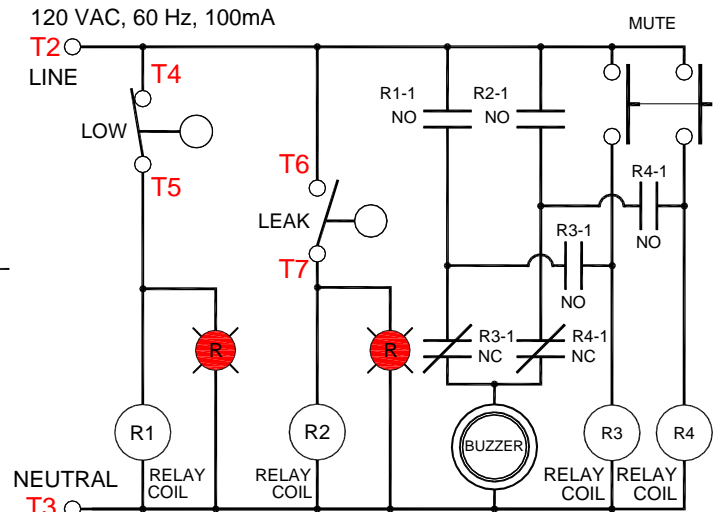 120 VAC, 60 Hz, 100mA
MUTE
T2
LINE
T4
R1-1
NO
R2-1
NO
LOW
T5
T6
R4-1
NO
LEAK
R3-1
NO
T7
R
R
R3-1
NC
R4-1
NC
R1
R2
BUZZER
R3
R4
NEUTRAL
RELAY
COIL
RELAY
COIL
RELAY
COIL
RELAY
COIL
T3